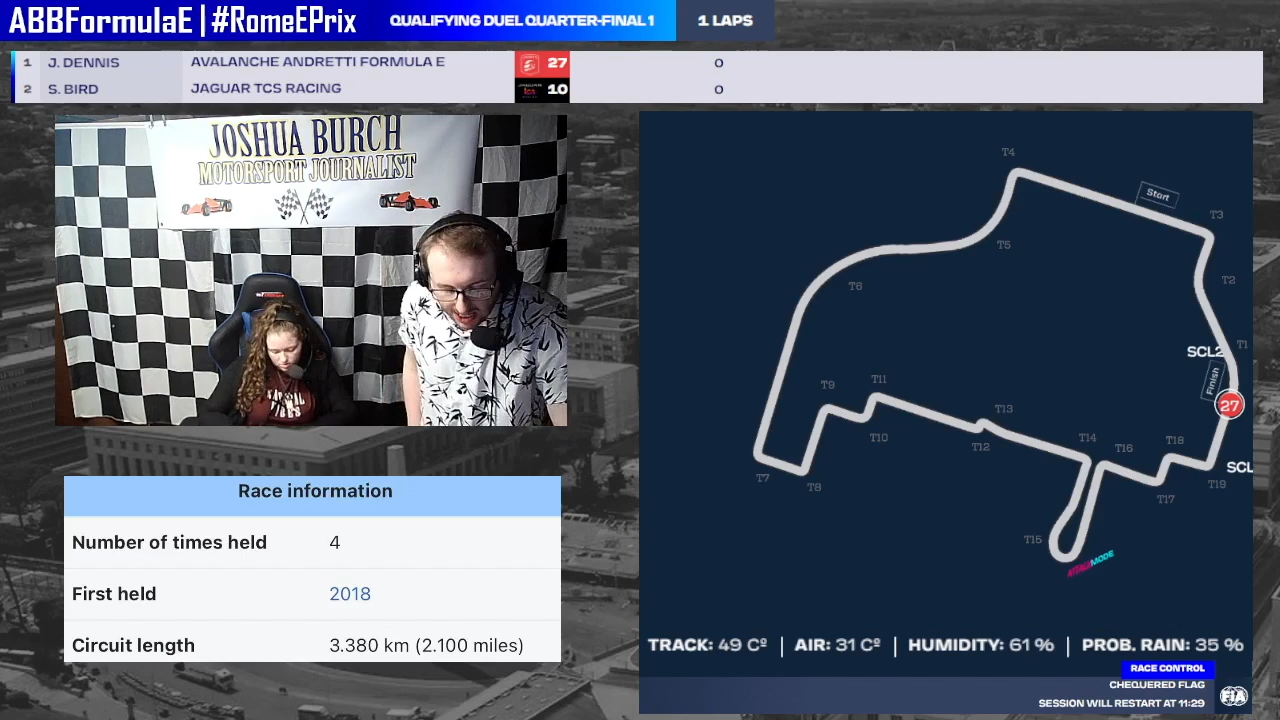 ABBFormulaE | #RomeEPrix
QUALIFYING DUEL QUARTER-FINAL 1
1 LAPS
1 J. DENNIS AVALANCHE ANDRETTI FORMULA E 27 0
2 S. BIRD JAGUAR TCS RACING 10 0
JOSHUA BURCH
MOTORSPORT JOURNALIST
T4
Start
T3
T5
T2
T6
T1
SCL2
Finish
27
T9
T11
T13
T10
T12
T14
T16
T18
SCL
T7
T8
T17
T19
T15
ATTACK MODE
Race information
Number of times held 4
First held 2018
Circuit length 3.380 km (2.100 miles)
TRACK: 49 Cº | AIR: 31 Cº | HUMIDITY: 61 % | PROB. RAIN: 35 %
RACE CONTROL
CHEQUERED FLAG
SESSION WILL RESTART AT 11:29
FIA